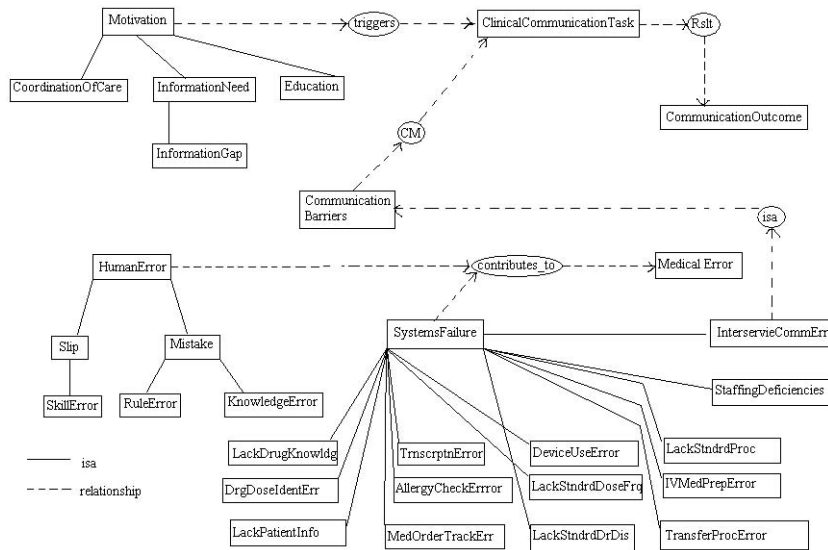 Motivation
triggers
ClinicalCommunicationTask
Rslt
CoordinationOfCare
InformationNeed
Education
CommunicationOutcome
CM
InformationGap
Communication
Barriers
isa
HumanError
contributes_to
Medical Error
SystemsFailure
InterservieCommErr
Slip
Mistake
StaffingDeficiencies
SkillError
RuleError
KnowledgeError
LackDrugKnowldg
TrnscrptnError
DeviceUseError
LackStndrdProc
isa
DrgDoseIdentErr
AllergyCheckErrror
LackStndrdDoseFrq
IVMedPrepError
relationship
LackPatientInfo
MedOrderTrackErr
LackStndrdDrDis
TransferProcError